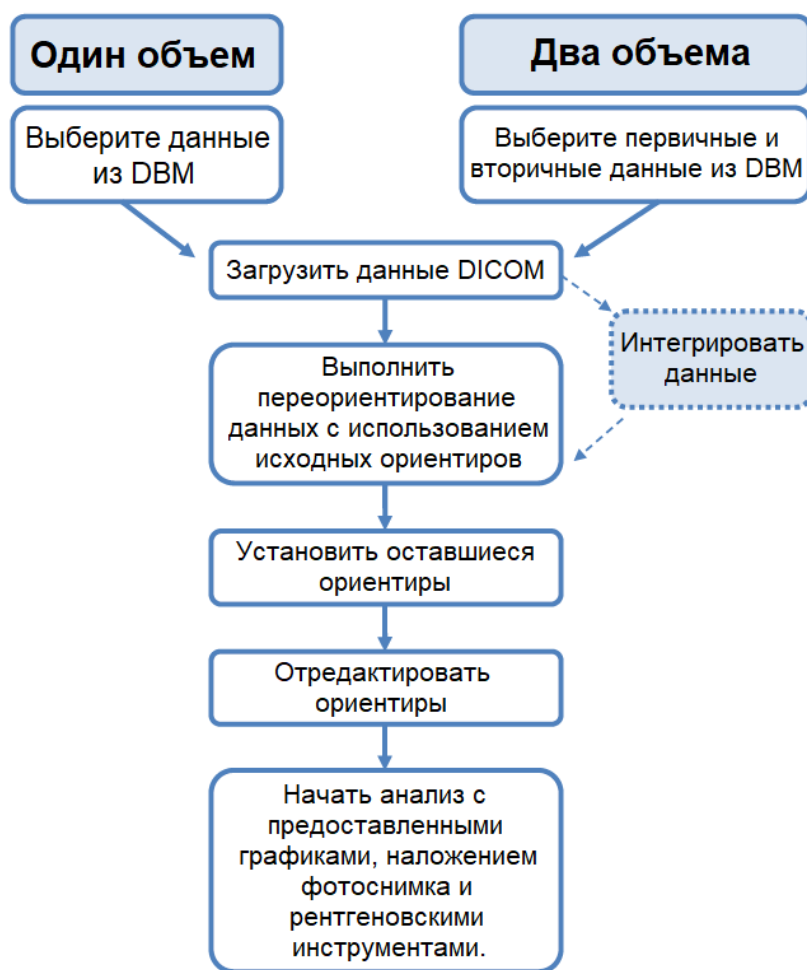 Один объем
Два объема
Выберите данные
из DBM
Выберите первичные и
вторичные данные из DBM
Загрузить данные DICOM
Интегрировать
данные
Выполнить
переориентирование
данных с использованием
исходных ориентиров
Установить оставшиеся
ориентиры
Отредактировать
ориентиры
Начать анализ с
предоставленными
графиками, наложением
фотоснимка и
рентгеновскими
инструментами.